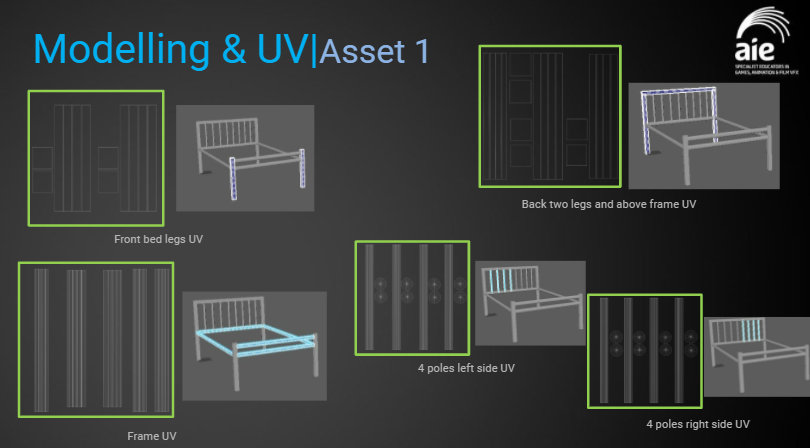 Modelling & UV|Asset 1
aie
SPECIALIST EDUCATORS IN
GAMES, ANIMATION & FILM VFX
Front bed legs UV
Back two legs and above frame UV
Frame UV
4 poles left side UV
4 poles right side UV